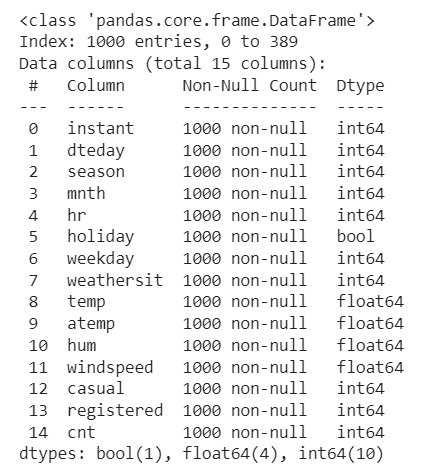 <class 'pandas.core.frame.DataFrame'>
Index: 1000 entries, 0 to 389
Data columns (total 15 columns):
 #   Column      Non-Null Count  Dtype
---  ------      --------------  -----
 0   instant     1000 non-null   int64
 1   dteday      1000 non-null   int64
 2   season      1000 non-null   int64
 3   mnth        1000 non-null   int64
 4   hr          1000 non-null   int64
 5   holiday     1000 non-null   bool
 6   weekday     1000 non-null   int64
 7   weathersit  1000 non-null   int64
 8   temp        1000 non-null   float64
 9   atemp       1000 non-null   float64
 10  hum         1000 non-null   float64
 11  windspeed   1000 non-null   float64
 12  casual      1000 non-null   int64
 13  registered  1000 non-null   int64
 14  cnt         1000 non-null   int64
dtypes: bool(1), float64(4), int64(10)